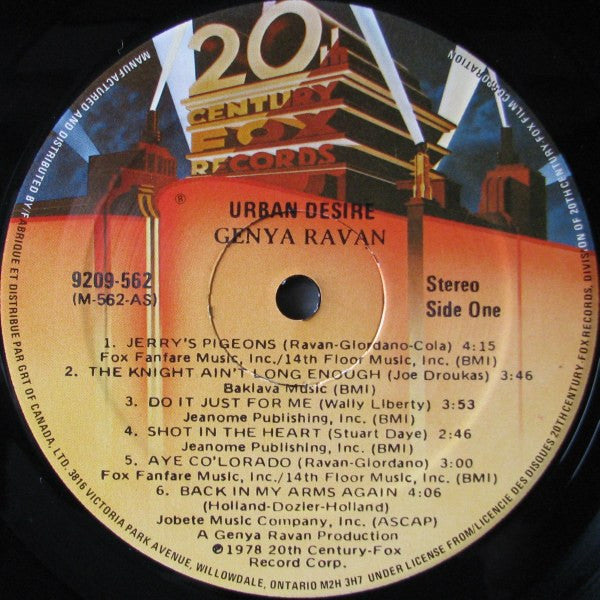 20th
CENTURY
FOX
RECORDS
®
URBAN DESIRE
GENYA RAVAN
9209-562
(M-562-AS)
Stereo
Side One
1. JERRY'S PIGEONS (Ravan-Giordano-Cola) 4:15
Fox Fanfare Music, Inc./14th Floor Music, Inc. (BMI)
2. THE KNIGHT AIN'T LONG ENOUGH (Joe Droukas) 3:46
Baklava Music (BMI)
3. DO IT JUST FOR ME (Wally Liberty) 3:53
Jeanome Publishing, Inc. (BMI)
4. SHOT IN THE HEART (Stuart Daye) 2:46
Jeanome Publishing, Inc. (BMI)
5. AYE CO'LORADO (Ravan-Giordano) 3:00
Fox Fanfare Music, Inc./14th Floor Music, Inc. (BMI)
6. BACK IN MY ARMS AGAIN 4:06
(Holland-Dozier-Holland)
Jobete Music Company, Inc. (ASCAP)
A Genya Ravan Production
℗1978 20th Century-Fox
Record Corp.
MANUFACTURED AND DISTRIBUTED BY/FABRIQUE ET DISTRIBUE PAR GRT OF CANADA, LTD. 3816 VICTORIA PARK AVENUE, WILLOWDALE, ONTARIO M2H 3H7 UNDER LICENSE FROM/LICENCIE DES DISQUES 20TH CENTURY-FOX RECORDS, DIVISION OF 20TH CENTURY-FOX FILM CORPORATION